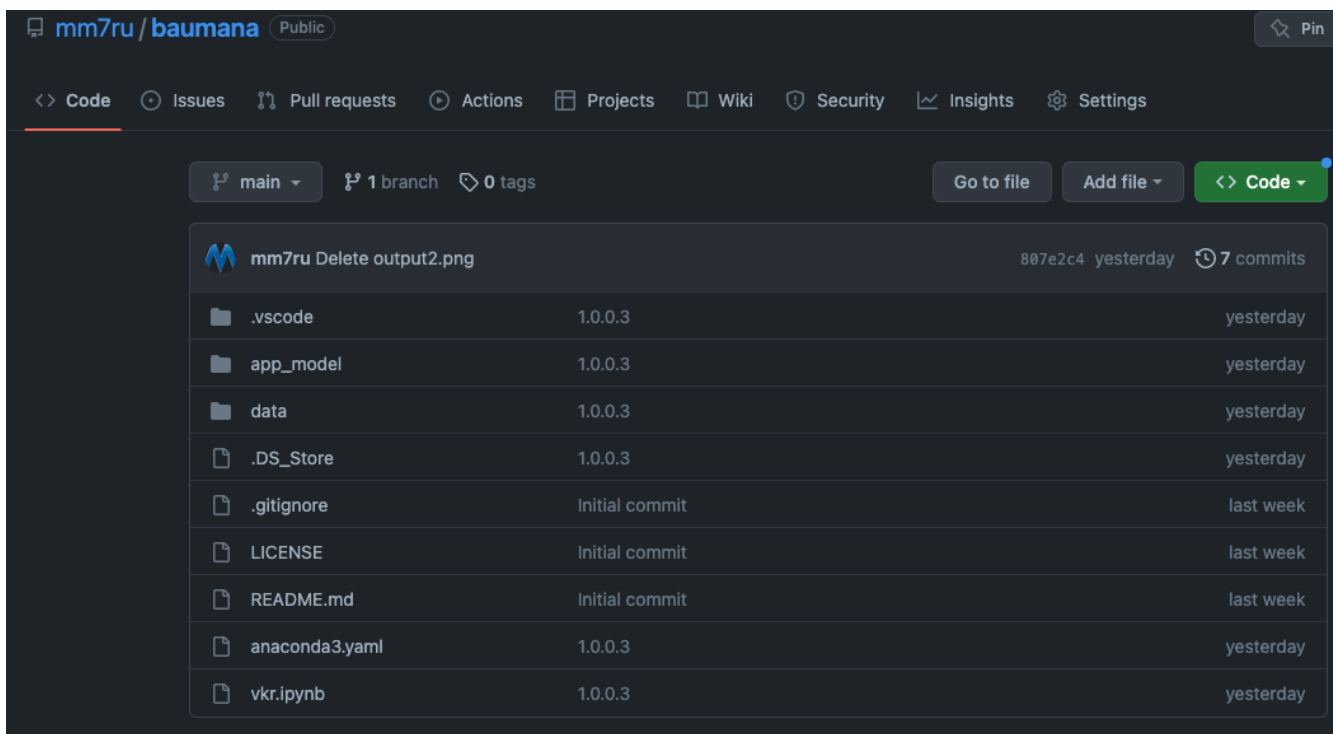 mm7ru / baumana Public Pin
Code Issues Pull requests Actions Projects Wiki Security Insights Settings
main 1 branch 0 tags Go to file Add file Code
mm7ru Delete output2.png 807e2c4 yesterday 7 commits
.vscode 1.0.0.3 yesterday
app_model 1.0.0.3 yesterday
data 1.0.0.3 yesterday
.DS_Store 1.0.0.3 yesterday
.gitignore Initial commit last week
LICENSE Initial commit last week
README.md Initial commit last week
anaconda3.yaml 1.0.0.3 yesterday
vkr.ipynb 1.0.0.3 yesterday